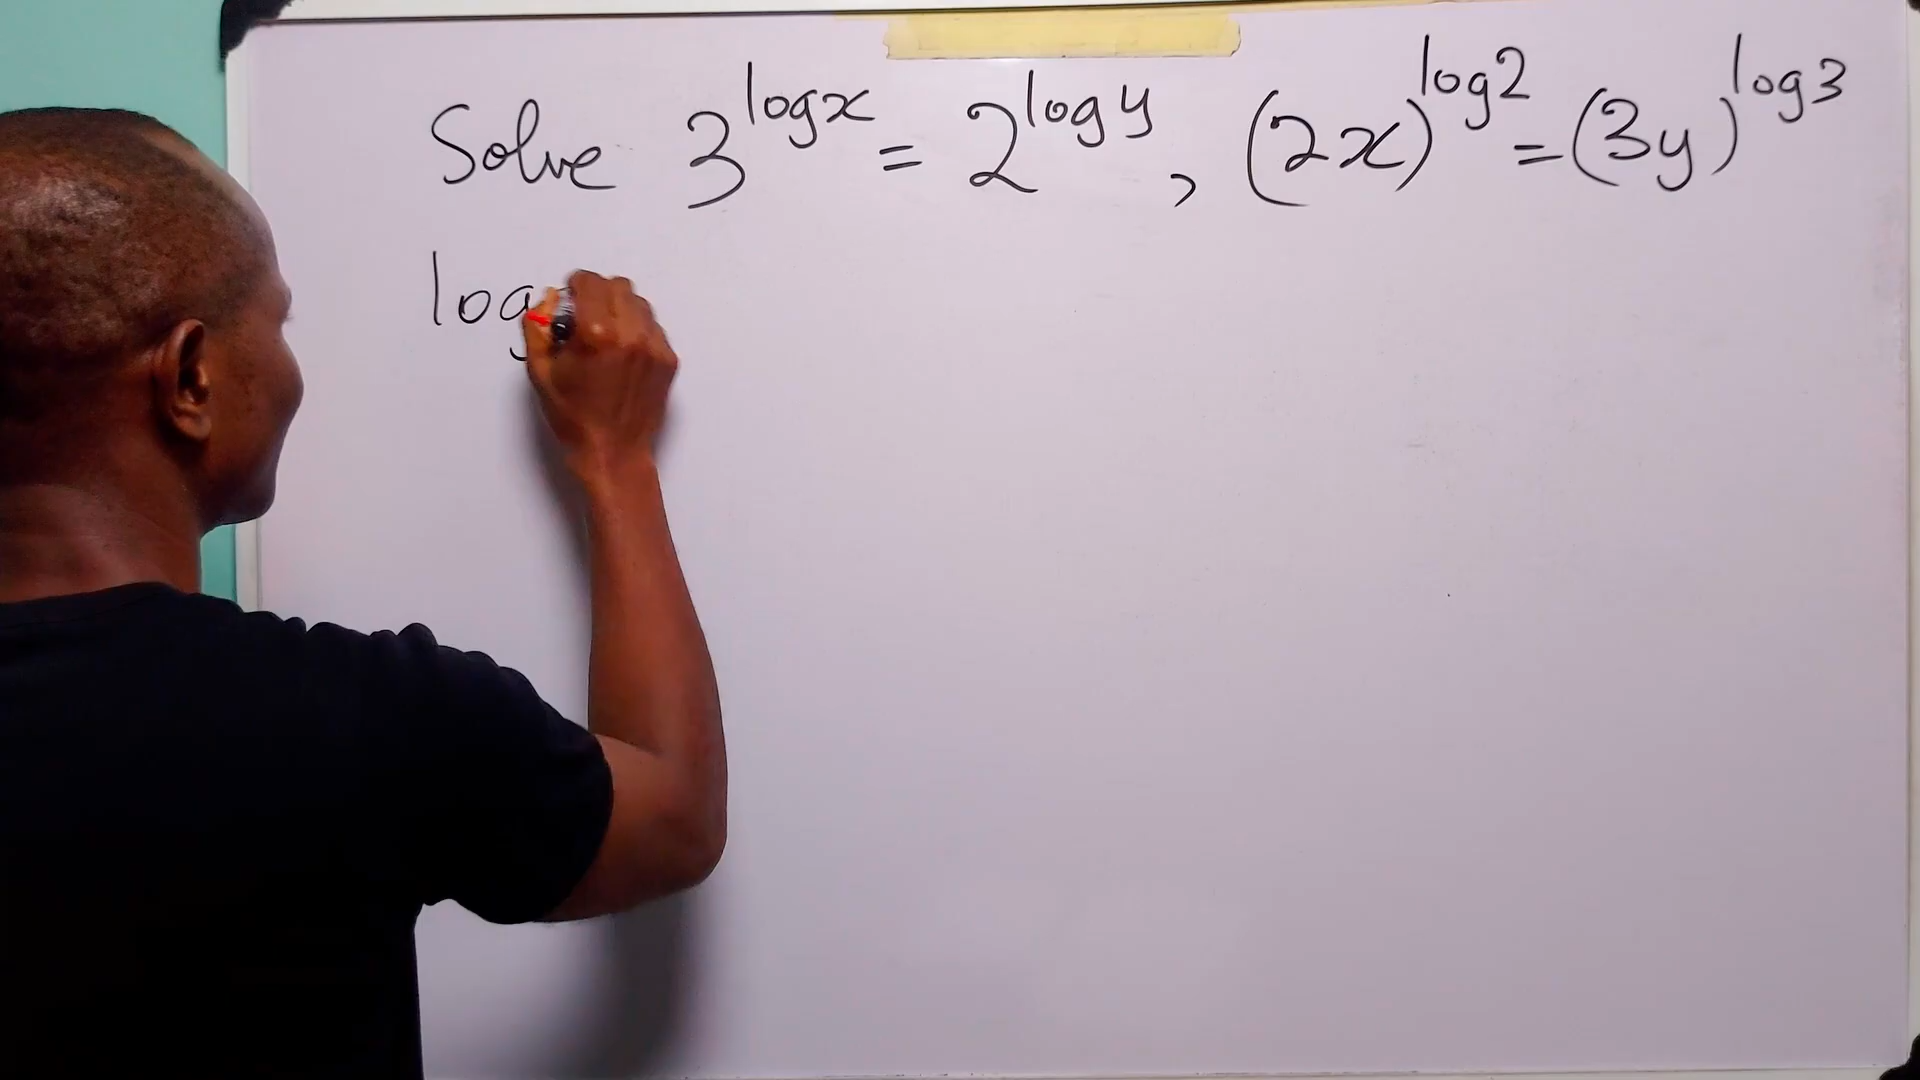 Solve 3^logx = 2^logy, (2x)^log2 = (3y)^log3
log